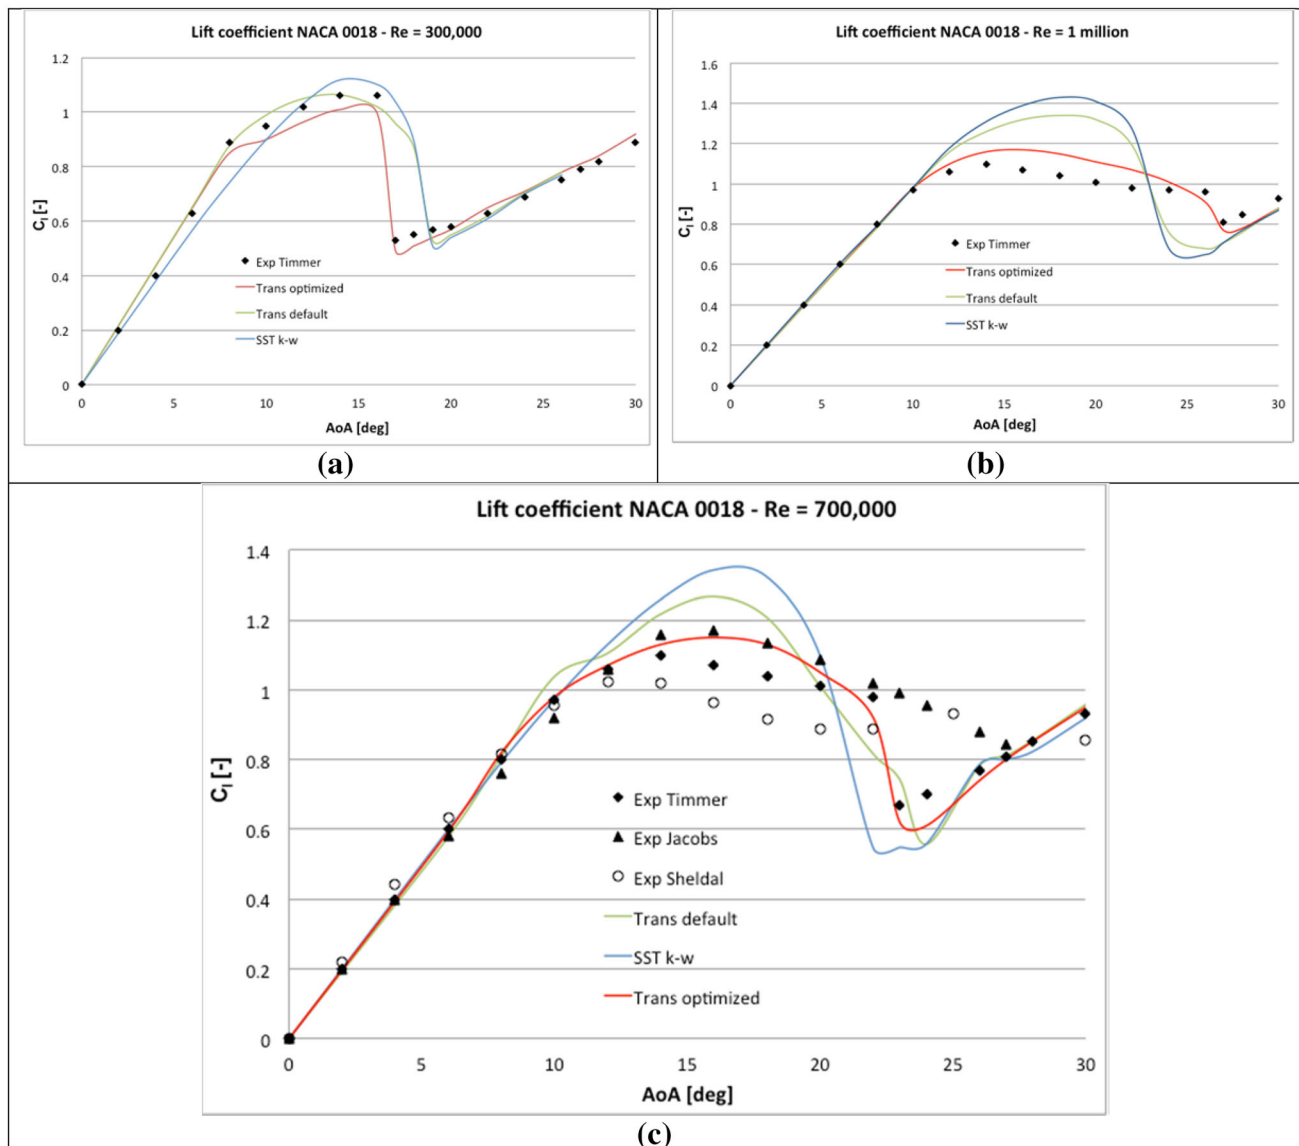 Lift coefficient NACA 0018 - Re = 300,000
1.2
1
0.8
0.6
0.4
0.2
0
Cl [-]
Exp Timmer
Trans optimized
Trans default
SST k-w
0 5 10 15 20 25 30
AoA [deg]
(a)
Lift coefficient NACA 0018 - Re = 1 million
1.6
1.4
1.2
1
0.8
0.6
0.4
0.2
0
Cl [-]
Exp Timmer
Trans optimized
Trans default
SST k-w
0 5 10 15 20 25 30
AoA [deg]
(b)
Lift coefficient NACA 0018 - Re = 700,000
1.4
1.2
1
0.8
0.6
0.4
0.2
0
Cl [-]
Exp Timmer
Exp Jacobs
Exp Sheldal
Trans default
SST k-w
Trans optimized
0 5 10 15 20 25 30
AoA [deg]
(c)